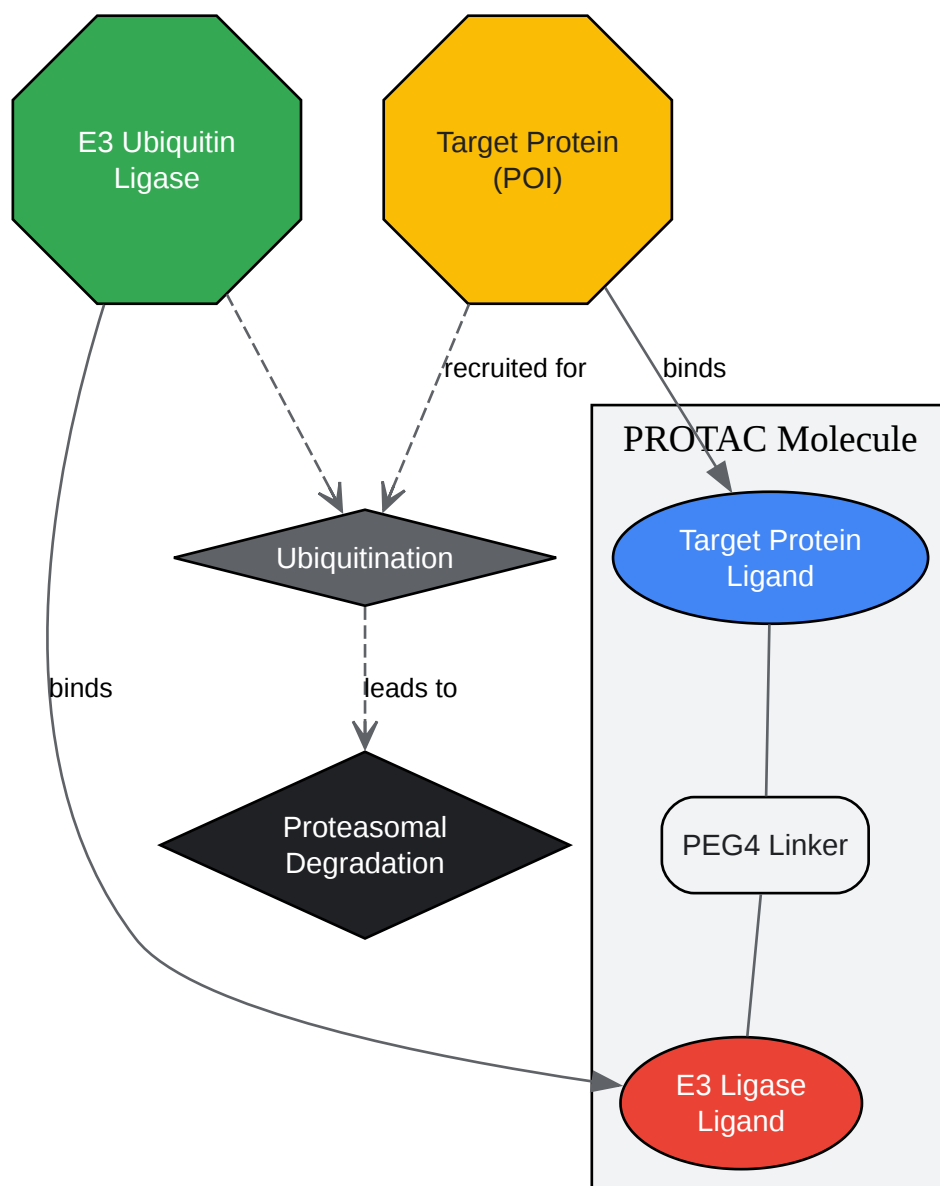 E3 Ubiquitin
Ligase
Target Protein
(POI)
recruited for
binds
PROTAC Molecule
Target Protein
Ligand
Ubiquitination
binds
leads to
Proteasomal
Degradation
PEG4 Linker
E3 Ligase
Ligand